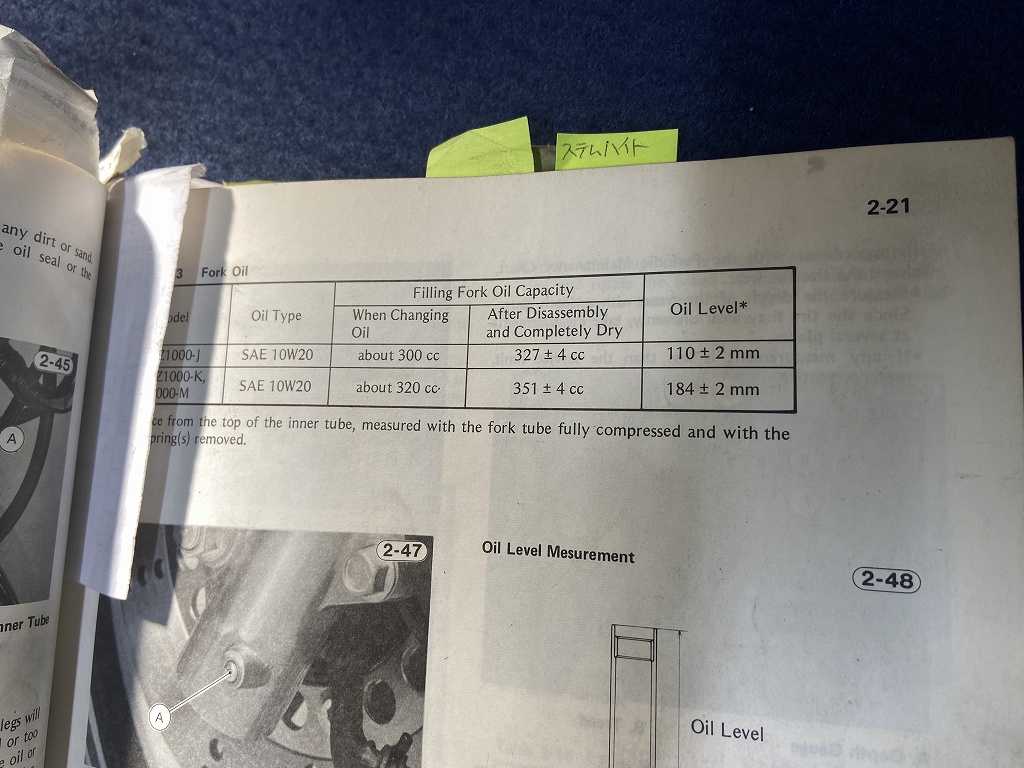 ステムハイト
2-21
any dirt or sand
oil seal or the
2-45
A
nner Tube
legs will
or too
oil or
3 Fork Oil
odel
Oil Type
Filling Fork Oil Capacity
When Changing Oil
After Disassembly and Completely Dry
Oil Level*
Z1000-J
SAE 10W20
about 300 cc
327 ± 4 cc
110 ± 2 mm
Z1000-K,
000-M
SAE 10W20
about 320 cc
351 ± 4 cc
184 ± 2 mm
ce from the top of the inner tube, measured with the fork tube fully compressed and with the
pring(s) removed.
2-47
A
Oil Level Mesurement
2-48
Oil Level